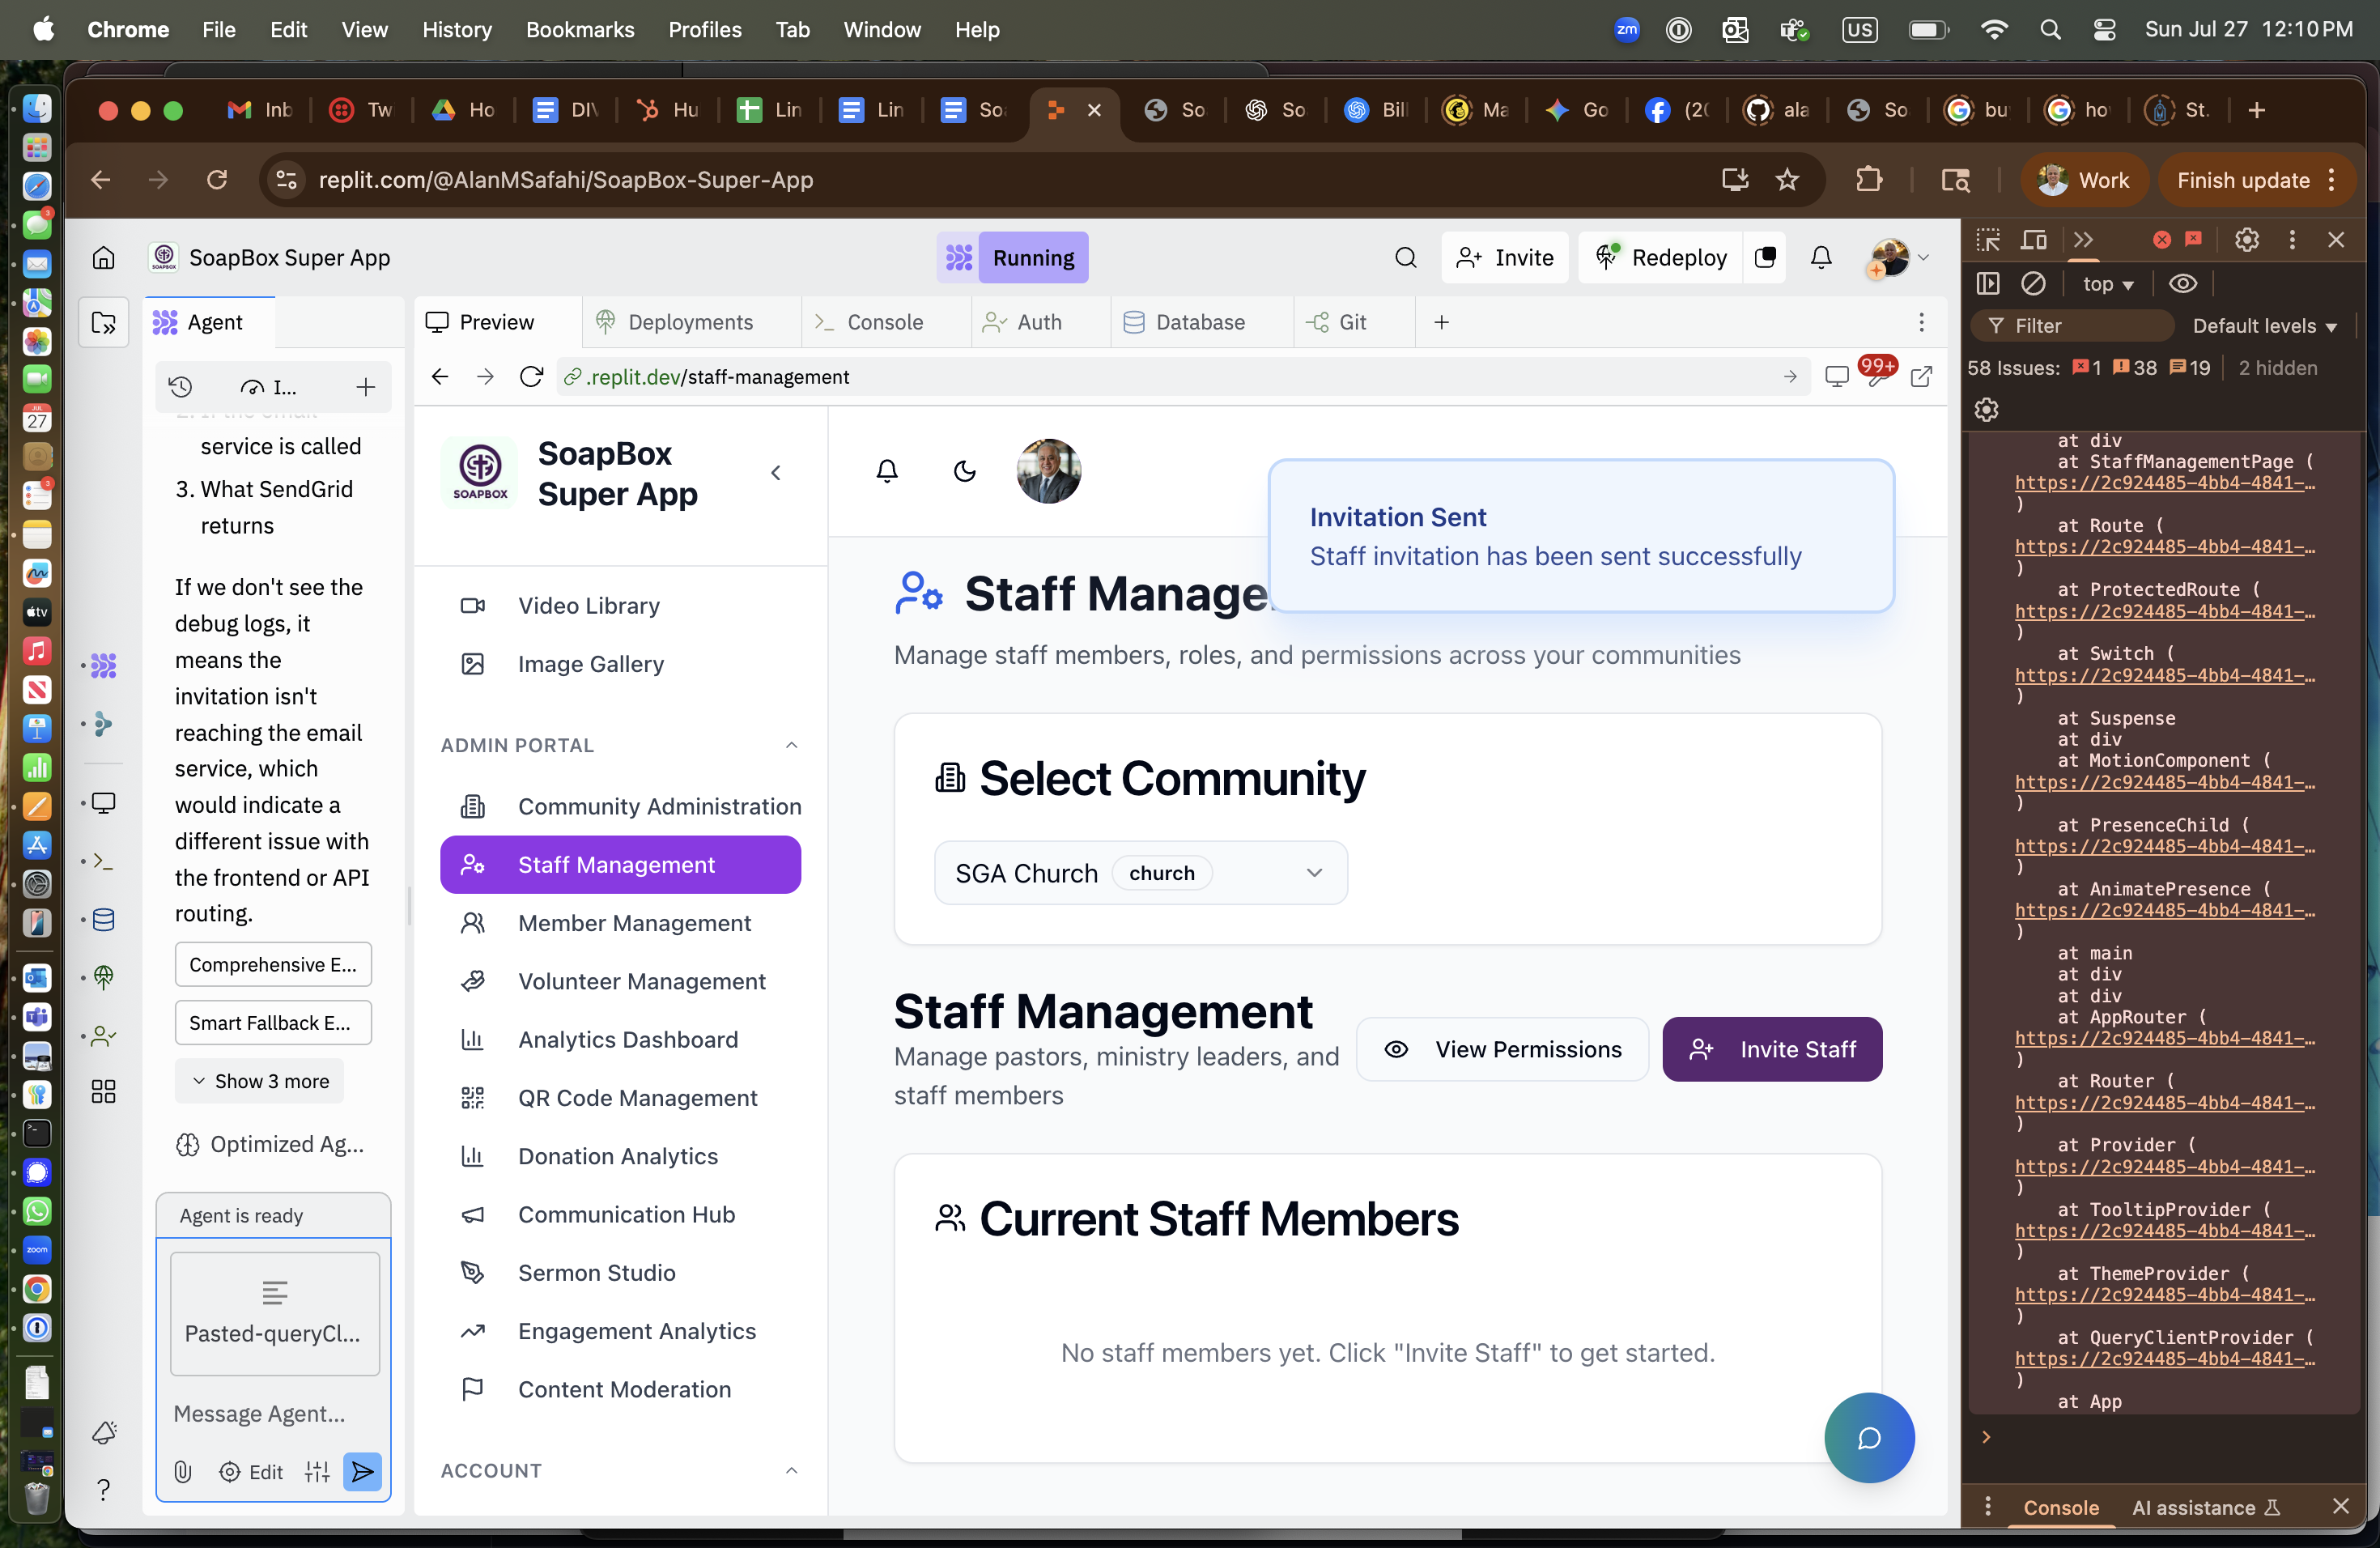 Chrome File Edit View History Bookmarks Profiles Tab Window Help
zm US Sun Jul 27 12:10 PM
Inb Tw Ho DIV Hu Lin Lin Soa So So Bill Ma Go (20 ala So bu ho St.
replit.com/@AlanMSafahi/SoapBox-Super-App
Work Finish update
SoapBox Super App
Running
Invite
Redeploy
Agent
I...
service is called
3. What SendGrid
returns
If we don't see the
debug logs, it
means the
invitation isn't
reaching the email
service, which
would indicate a
different issue with
the frontend or API
routing.
Comprehensive E...
Smart Fallback E...
Show 3 more
Optimized Ag...
Agent is ready
Pasted-queryCl...
Message Agent...
Edit
Preview Deployments Console Auth Database Git
.replit.dev/staff-management
99+
SOAPBOX
SoapBox
Super App
Video Library
Image Gallery
ADMIN PORTAL
Community Administration
Staff Management
Member Management
Volunteer Management
Analytics Dashboard
QR Code Management
Donation Analytics
Communication Hub
Sermon Studio
Engagement Analytics
Content Moderation
ACCOUNT
Invitation Sent
Staff invitation has been sent successfully
Staff Manage
Manage staff members, roles, and permissions across your communities
Select Community
SGA Church church
Staff Management
Manage pastors, ministry leaders, and
staff members
View Permissions
Invite Staff
Current Staff Members
No staff members yet. Click "Invite Staff" to get started.
top
Filter
Default levels
58 Issues: 1 38 19 2 hidden
at div
at StaffManagementPage (
https://2c924485-4bb4-4841-…
)
at Route (
https://2c924485-4bb4-4841-…
)
at ProtectedRoute (
https://2c924485-4bb4-4841-…
)
at Switch (
https://2c924485-4bb4-4841-…
)
at Suspense
at div
at MotionComponent (
https://2c924485-4bb4-4841-…
)
at PresenceChild (
https://2c924485-4bb4-4841-…
)
at AnimatePresence (
https://2c924485-4bb4-4841-…
)
at main
at div
at div
at AppRouter (
https://2c924485-4bb4-4841-…
)
at Router (
https://2c924485-4bb4-4841-…
)
at Provider (
https://2c924485-4bb4-4841-…
)
at TooltipProvider (
https://2c924485-4bb4-4841-…
)
at ThemeProvider (
https://2c924485-4bb4-4841-…
)
at QueryClientProvider (
https://2c924485-4bb4-4841-…
)
at App
Console
AI assistance